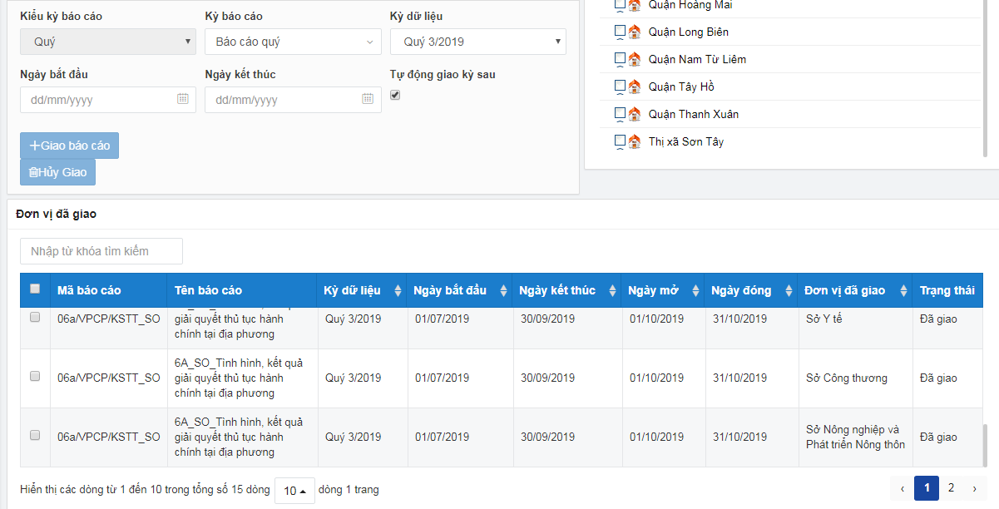 Kiểu kỳ báo cáo
Kỳ báo cáo
Kỳ dữ liệu
Quý
Báo cáo quý
Quý 3/2019
Ngày bắt đầu
Ngày kết thúc
Tự động giao kỳ sau
dd/mm/yyyy
dd/mm/yyyy
Giao báo cáo
Hủy Giao
Quận Hoàng Mai
Quận Long Biên
Quận Nam Từ Liêm
Quận Tây Hồ
Quận Thanh Xuân
Thị xã Sơn Tây
Đơn vị đã giao
Nhập từ khóa tìm kiếm
Mã báo cáo Tên báo cáo Kỳ dữ liệu Ngày bắt đầu Ngày kết thúc Ngày mở Ngày đóng Đơn vị đã giao Trạng thái
06a/VPCP/KSTT_SO
giải quyết thủ tục hành
chính tại địa phương
Quý 3/2019
01/07/2019
30/09/2019
01/10/2019
31/10/2019
Sở Y tế
Đã giao
06a/VPCP/KSTT_SO
6A_SO_Tình hình, kết quả
giải quyết thủ tục hành
chính tại địa phương
Quý 3/2019
01/07/2019
30/09/2019
01/10/2019
31/10/2019
Sở Công thương
Đã giao
06a/VPCP/KSTT_SO
6A_SO_Tình hình, kết quả
giải quyết thủ tục hành
chính tại địa phương
Quý 3/2019
01/07/2019
30/09/2019
01/10/2019
31/10/2019
Sở Nông nghiệp và
Phát triển Nông thôn
Đã giao
Hiển thị các dòng từ 1 đến 10 trong tổng số 15 dòng 10 dòng 1 trang
‹ 1 2 ›